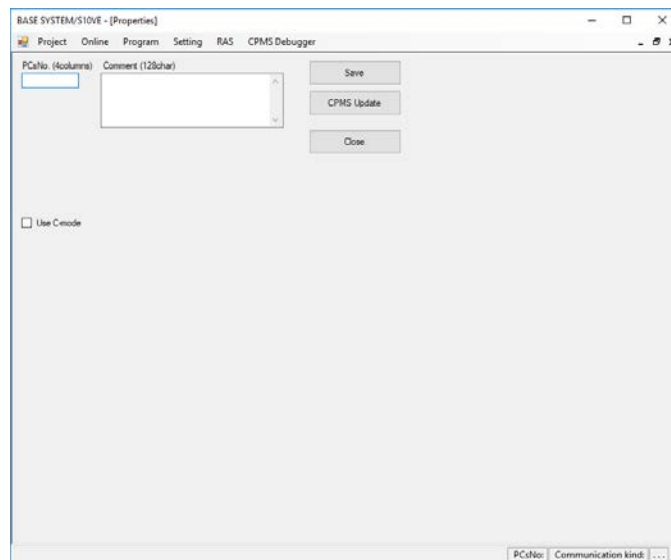 BASE SYSTEM/S10VE - [Properties]
Project Online Program Setting RAS CPMS Debugger
PCsNo. (4columns) Comment (128char)
Save
CPMS Update
Close
Use C-mode
PCsNo: Communication kind: ...